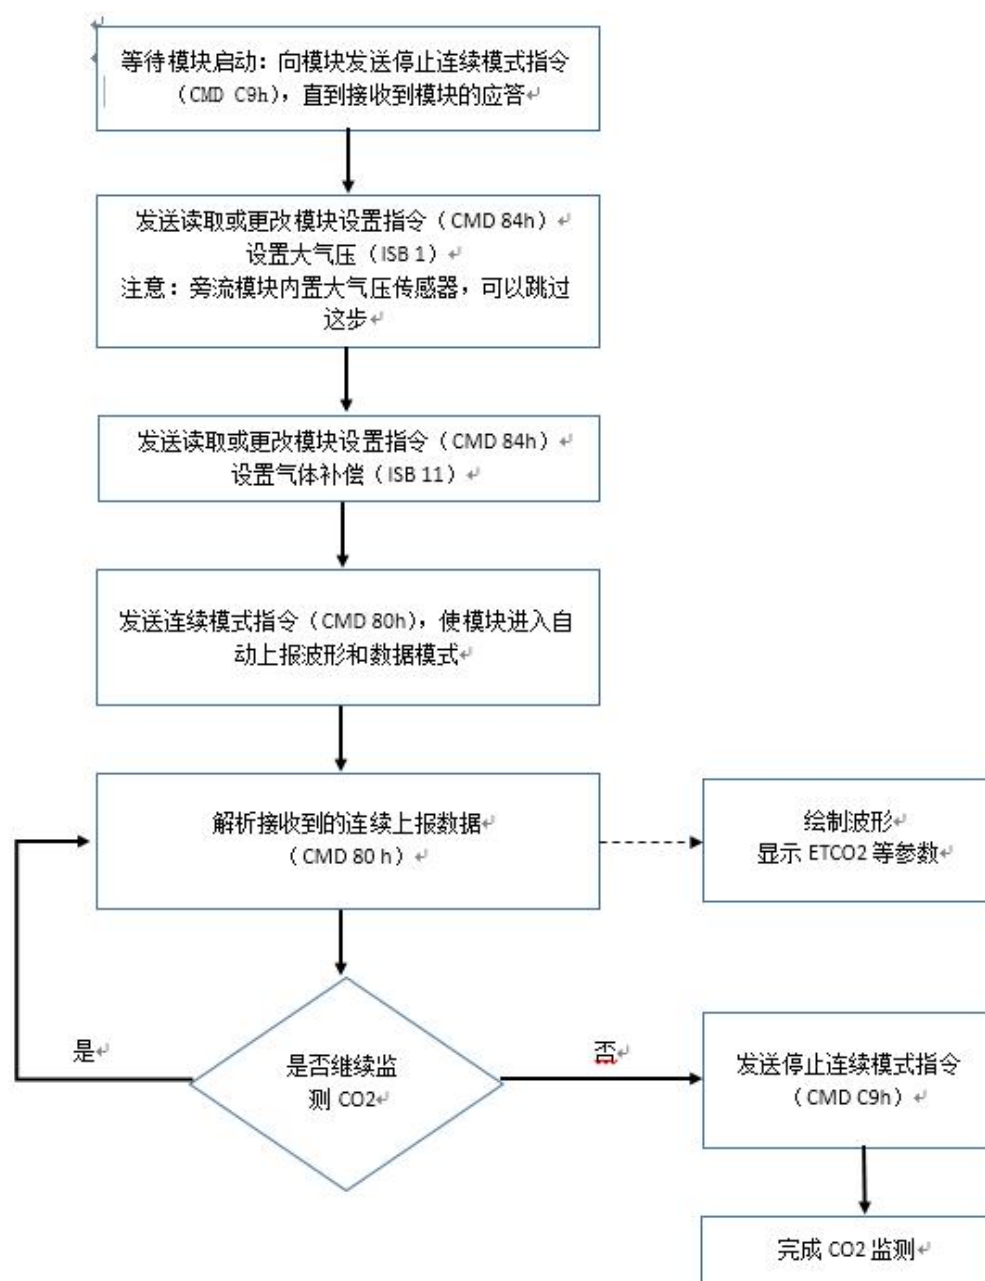 等待模块启动：向模块发送停止连续模式指令
（CMD C9h），直到接收到模块的应答
发送读取或更改模块设置指令（CMD 84h）
设置大气压（ISB 1）
注意：旁流模块内置大气压传感器，可以跳过
这步
发送读取或更改模块设置指令（CMD 84h）
设置气体补偿（ISB 11）
发送连续模式指令（CMD 80h），使模块进入自
动上报波形和数据模式
解析接收到的连续上报数据
（CMD 80 h）
绘制波形
显示 ETCO2 等参数
是
是否继续监
测 CO2
否
发送停止连续模式指令
（CMD C9h）
完成 CO2 监测